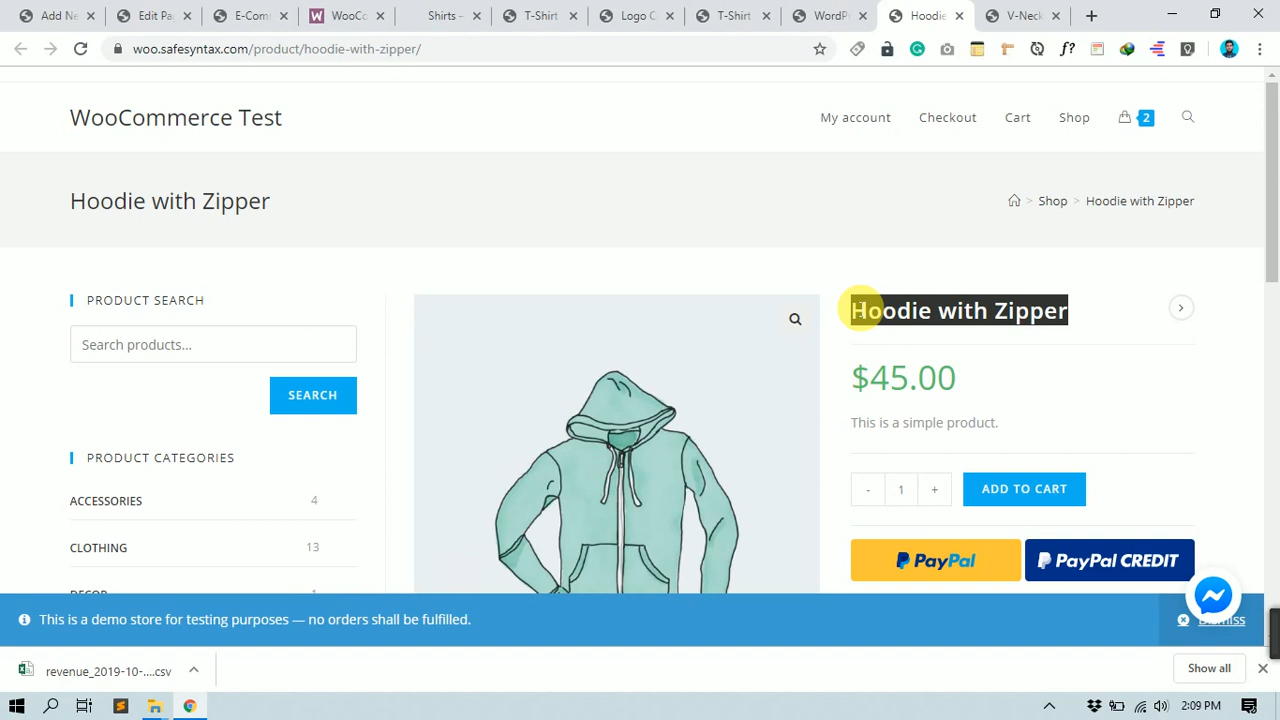 Add Ne
Edit Pa
E-Com
WooCo
Shirts –
T-Shirt
Logo C
T-Shirt
WordP
Hoodie
V-Neck
woo.safesyntax.com/product/hoodie-with-zipper/
f?
WooCommerce Test
My account
Checkout
Cart
Shop
2
Hoodie with Zipper
> Shop > Hoodie with Zipper
PRODUCT SEARCH
Search products...
SEARCH
PRODUCT CATEGORIES
ACCESSORIES 4
CLOTHING 13
DECOR 1
Hoodie with Zipper
$45.00
This is a simple product.
- 1 +
ADD TO CART
PayPal
PayPal CREDIT
This is a demo store for testing purposes — no orders shall be fulfilled.
Dismiss
revenue_2019-10-....csv
Show all
2:09 PM